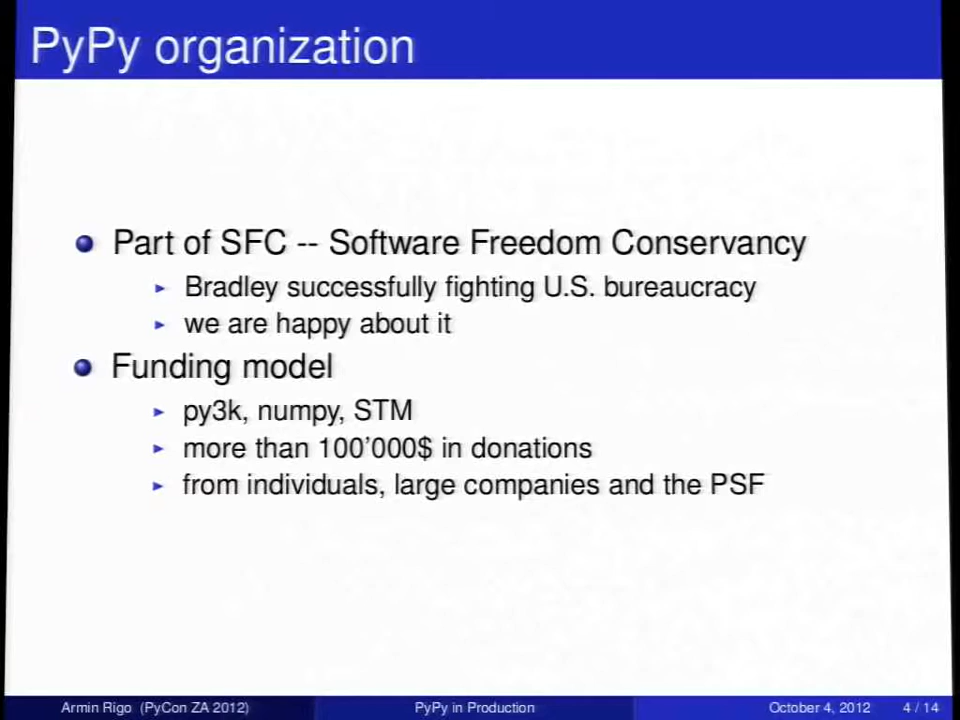 PyPy organization
Part of SFC -- Software Freedom Conservancy
Bradley successfully fighting U.S. bureaucracy
we are happy about it
Funding model
py3k, numpy, STM
more than 100'000$ in donations
from individuals, large companies and the PSF
Armin Rigo (PyCon ZA 2012) PyPy in Production October 4, 2012 4 / 14